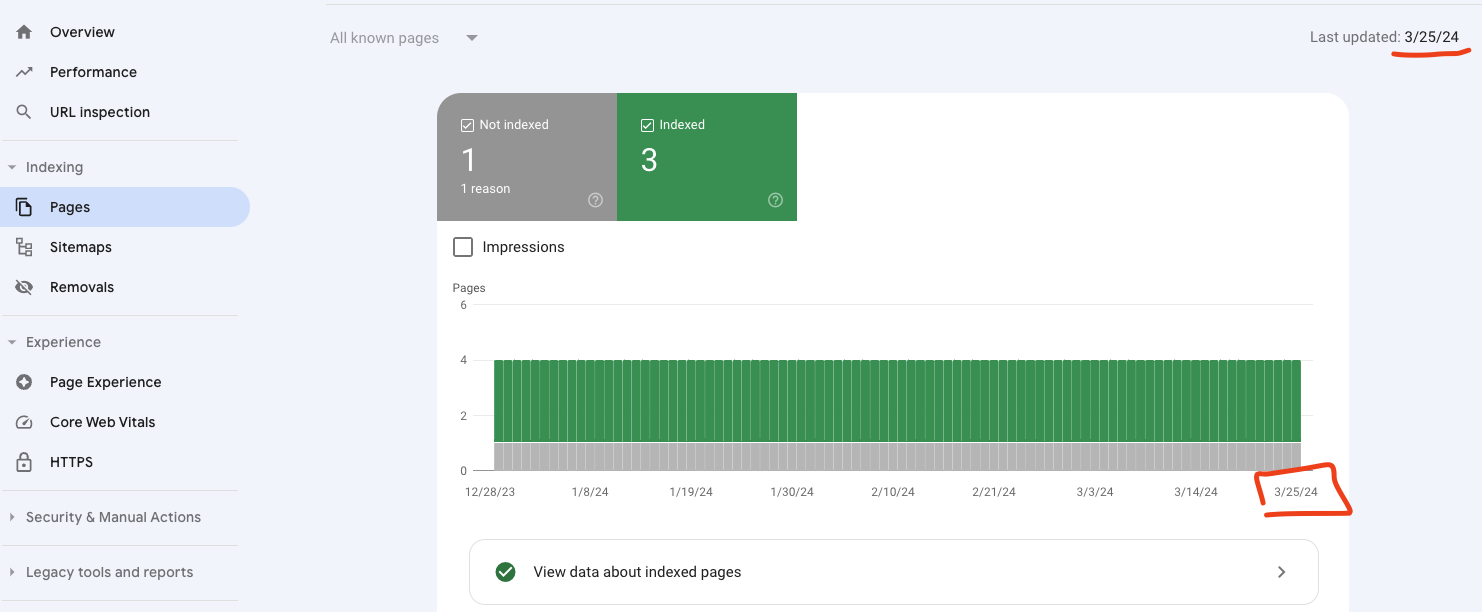 Overview
Performance
URL inspection
Indexing
Pages
Sitemaps
Removals
Experience
Page Experience
Core Web Vitals
HTTPS
Security & Manual Actions
Legacy tools and reports
All known pages
Last updated: 3/25/24
Not indexed
1
1 reason
Indexed
3
Impressions
Pages
6
4
2
0
12/28/23 1/8/24 1/19/24 1/30/24 2/10/24 2/21/24 3/3/24 3/14/24 3/25/24
View data about indexed pages